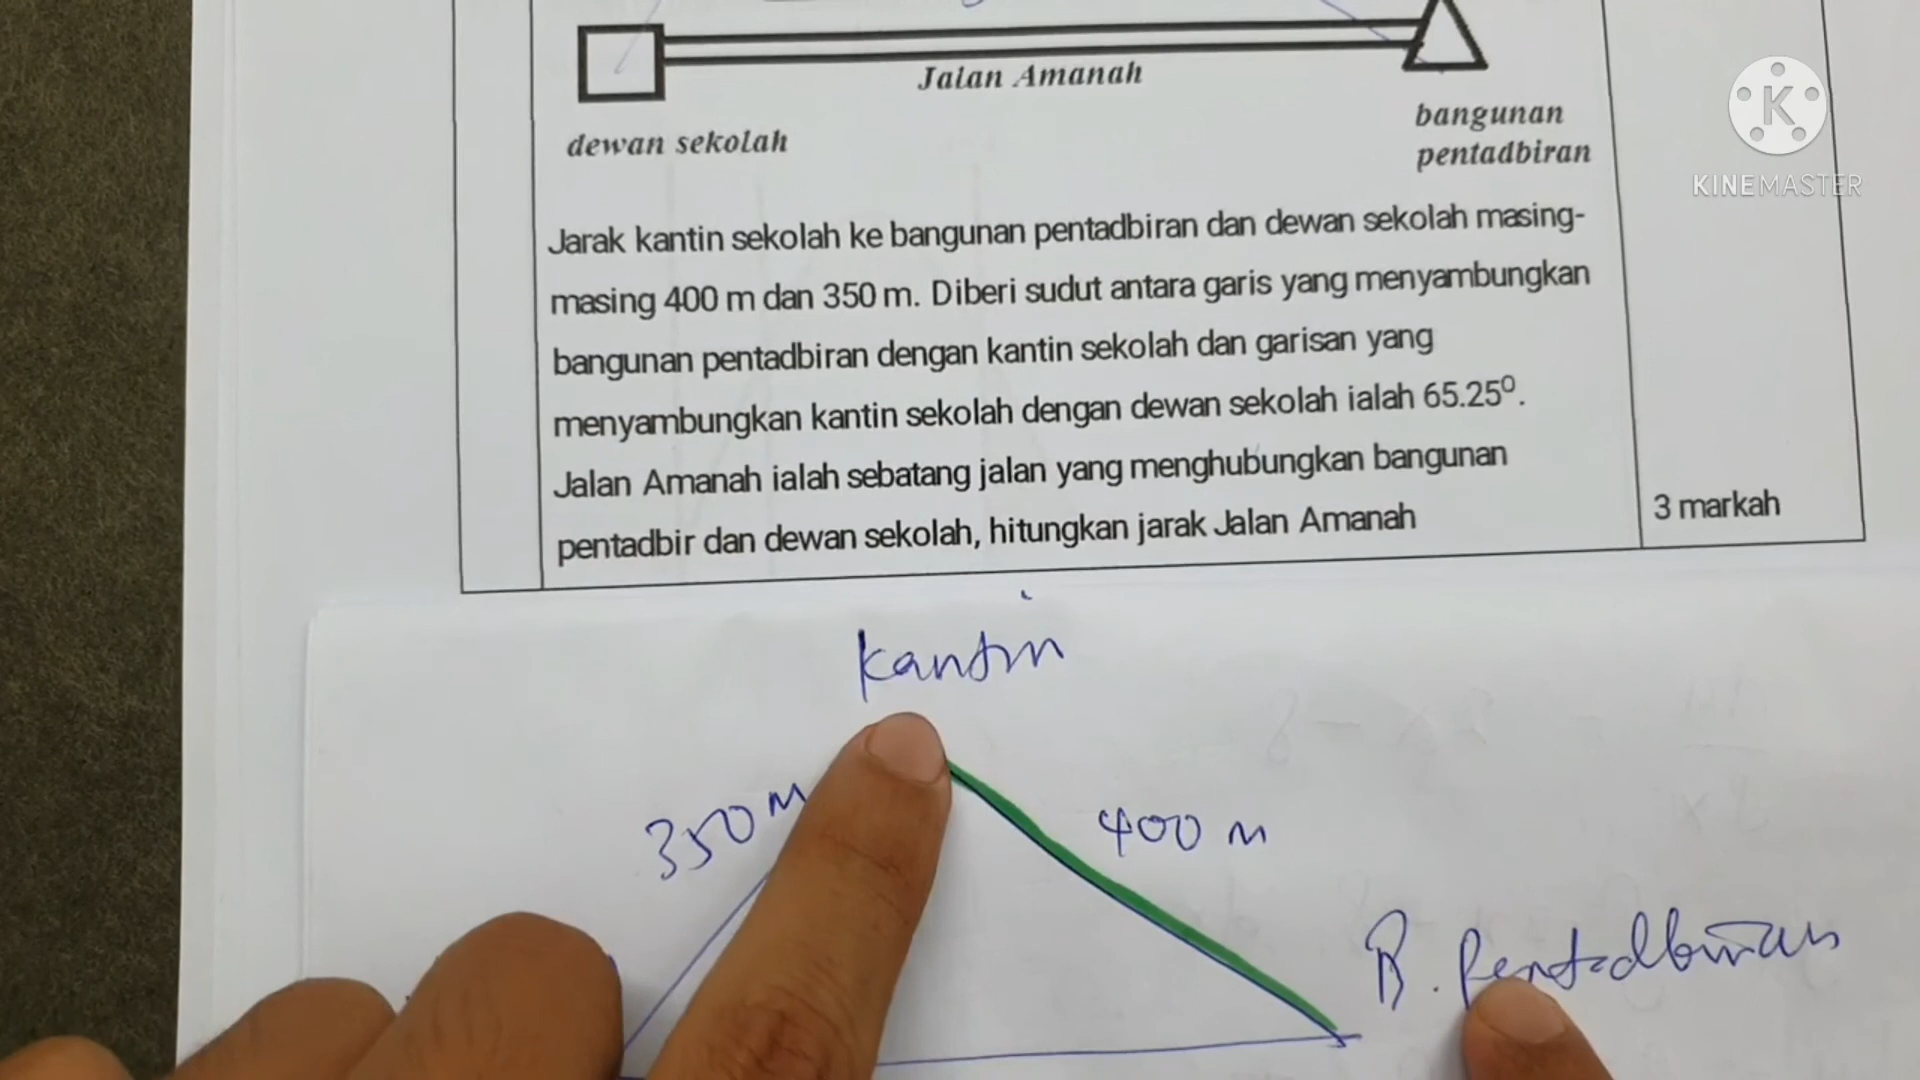 Jalan Amanah
dewan sekolah
bangunan
pentadbiran
KINEMASTER
Jarak kantin sekolah ke bangunan pentadbiran dan dewan sekolah masing-
masing 400 m dan 350 m. Diberi sudut antara garis yang menyambungkan
bangunan pentadbiran dengan kantin sekolah dan garisan yang
menyambungkan kantin sekolah dengan dewan sekolah ialah 65.25⁰.
Jalan Amanah ialah sebatang jalan yang menghubungkan bangunan
pentadbir dan dewan sekolah, hitungkan jarak Jalan Amanah
3 markah
Kantin
350 m
400 m
B. Pentadbiran